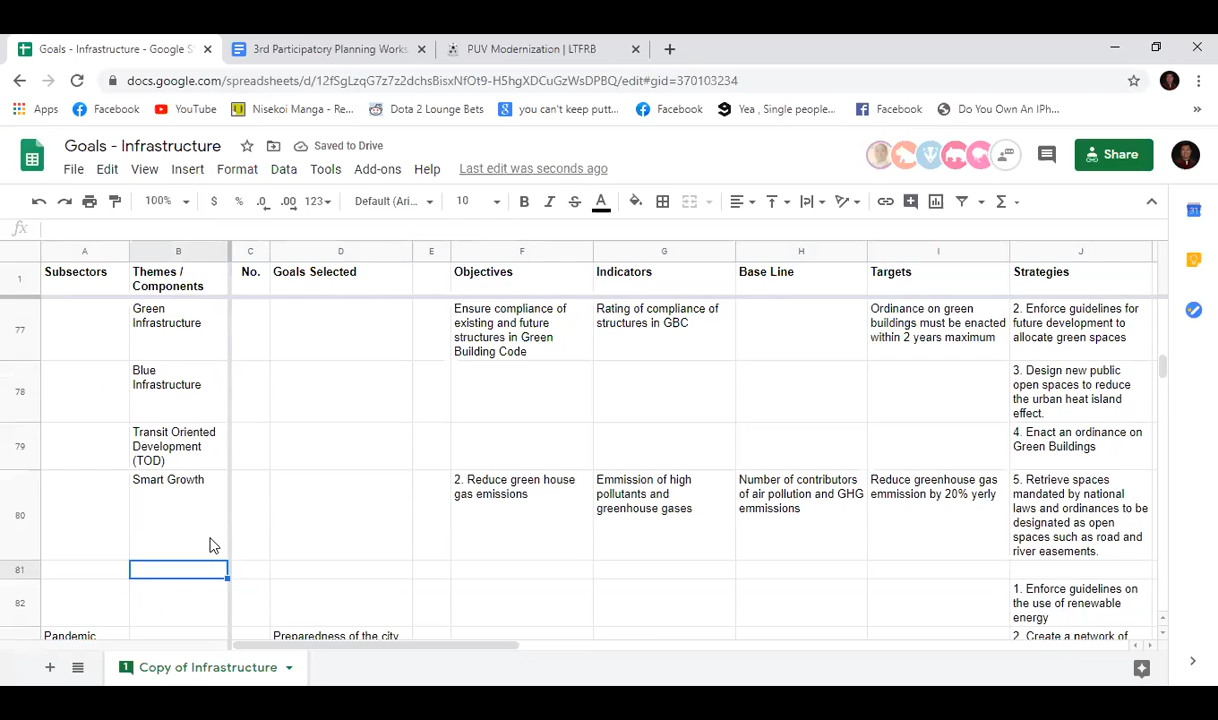 Goals - Infrastructure - Google S
3rd Participatory Planning Works
PUV Modernization | LTFRB
docs.google.com/spreadsheets/d/12fSgLzqG7z7z2dchsBisxNfOt9-H5hgXDCuGzWsDPBQ/edit#gid=370103234
Apps Facebook YouTube Nisekoi Manga - Re... Dota 2 Lounge Bets you can't keep putt... Facebook Yea , Single people... Facebook Do You Own An IPh... »
Goals - Infrastructure Saved to Drive
Share
File Edit View Insert Format Data Tools Add-ons Help Last edit was seconds ago
100% $ % .0 .00 123 Default (Ari... 10 B I S A
fx
A B C D E F G H I J
1 Subsectors Themes / Components No. Goals Selected Objectives Indicators Base Line Targets Strategies
77
Green
Infrastructure
Ensure compliance of
existing and future
structures in Green
Building Code
Rating of compliance of
structures in GBC
Ordinance on green
buildings must be enacted
within 2 years maximum
2. Enforce guidelines for
future development to
allocate green spaces
78
Blue
Infrastructure
3. Design new public
open spaces to reduce
the urban heat island
effect.
79
Transit Oriented
Development
(TOD)
4. Enact an ordinance on
Green Buildings
80
Smart Growth
2. Reduce green house
gas emissions
Emmission of high
pollutants and
greenhouse gases
Number of contributors
of air pollution and GHG
emmissions
Reduce greenhouse gas
emmission by 20% yerly
5. Retrieve spaces
mandated by national
laws and ordinances to be
designated as open
spaces such as road and
river easements.
81
82
1. Enforce guidelines on
the use of renewable
energy
Pandemic
Preparedness of the city
2. Create a network of
1 Copy of Infrastructure